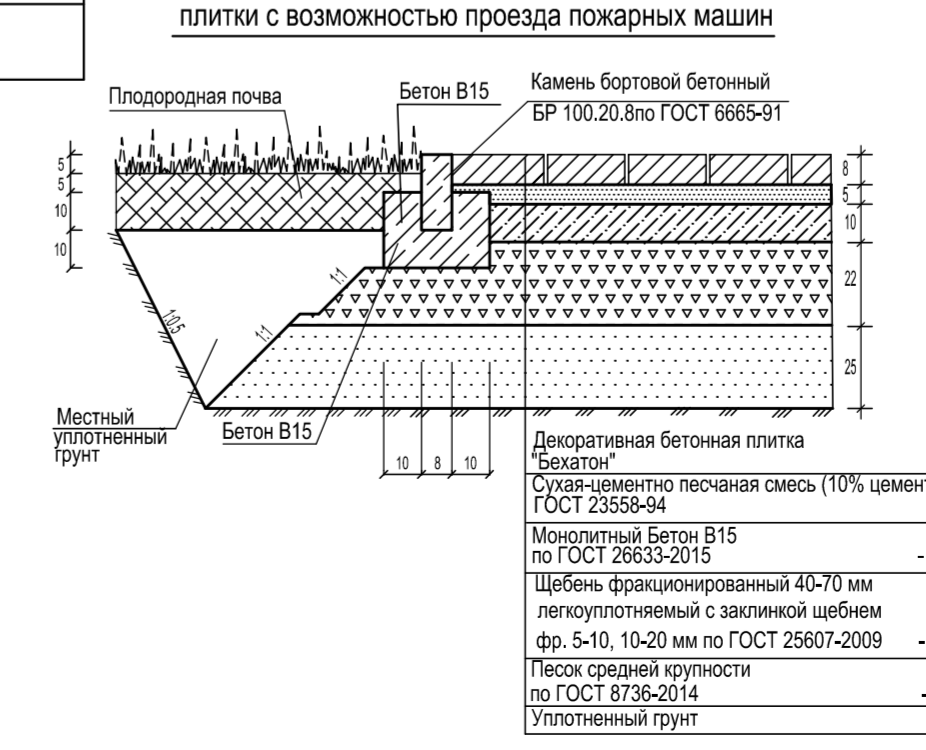 плитки с возможностью проезда пожарных машин
Плодородная почва
Бетон В15
Камень бортовой бетонный
БР 100.20.8по ГОСТ 6665-91
5
5
10
10
8
5
10
22
25
1:0,5
1:1
1:1
Местный
уплотненный
грунт
Бетон В15
10 8 10
Декоративная бетонная плитка
"Бехатон"
Сухая-цементно песчаная смесь (10% цемент
ГОСТ 23558-94
Монолитный Бетон В15
по ГОСТ 26633-2015 -
Щебень фракционированный 40-70 мм
легкоуплотняемый с заклинкой щебнем
фр. 5-10, 10-20 мм по ГОСТ 25607-2009 -
Песок средней крупности
по ГОСТ 8736-2014 -
Уплотненный грунт